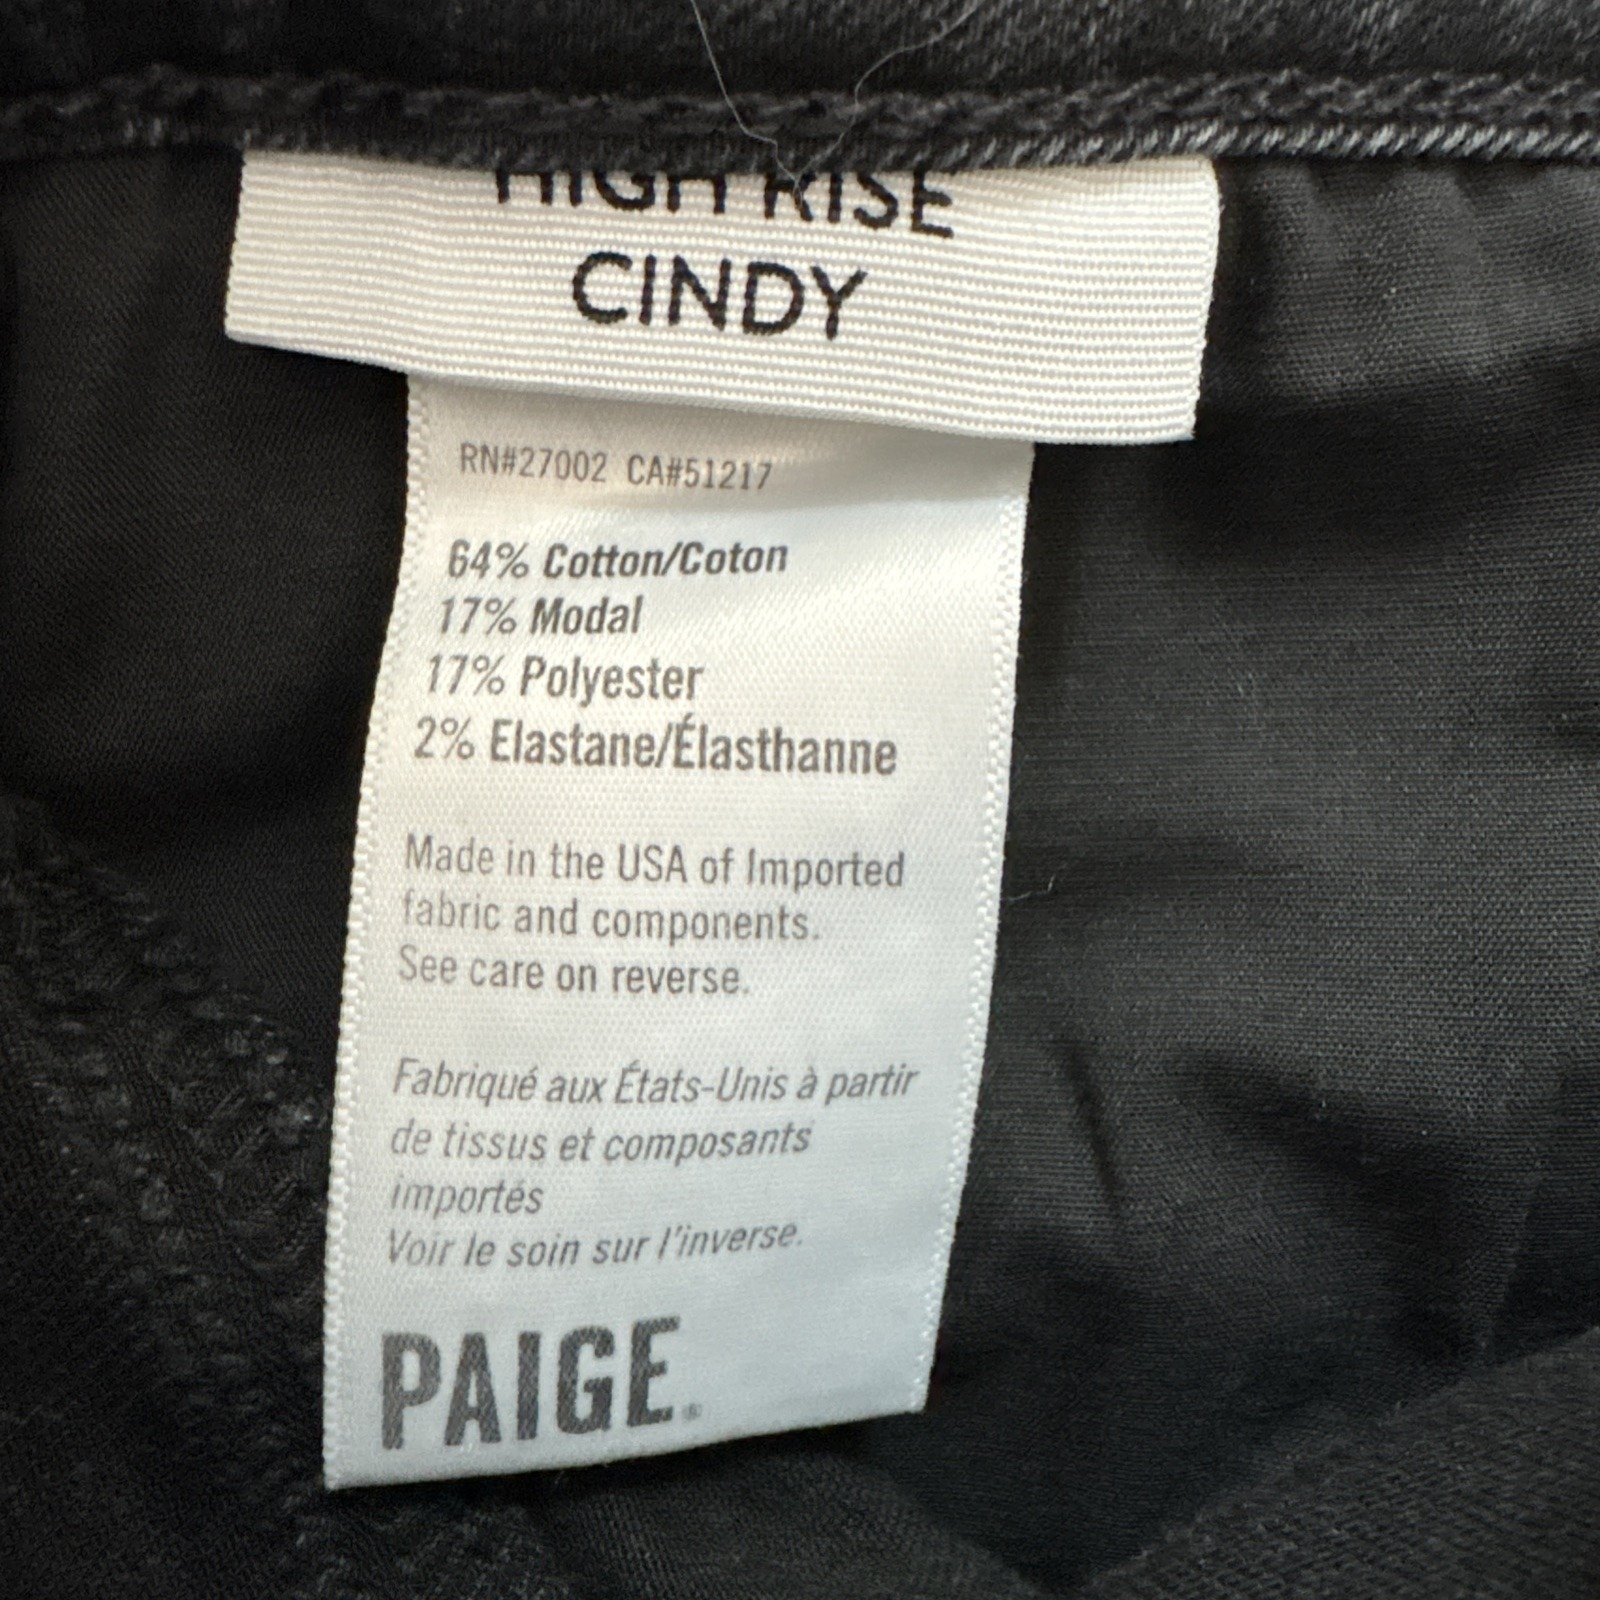 HIGH RISE
CINDY
RN#27002 CA#51217
64% Cotton/Coton
17% Modal
17% Polyester
2% Elastane/Élasthanne
Made in the USA of Imported
fabric and components.
See care on reverse.
Fabriqué aux États-Unis à partir
de tissus et composants
importés
Voir le soin sur l'inverse.
PAIGE®